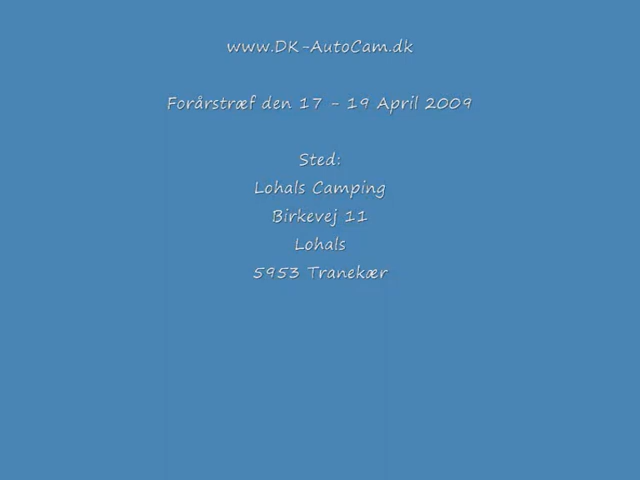 www.DK-AutoCam.dk
Forårstræf den 17 - 19 April 2009
Sted:
Lohals Camping
Birkevej 11
Lohals
5953 Tranekær